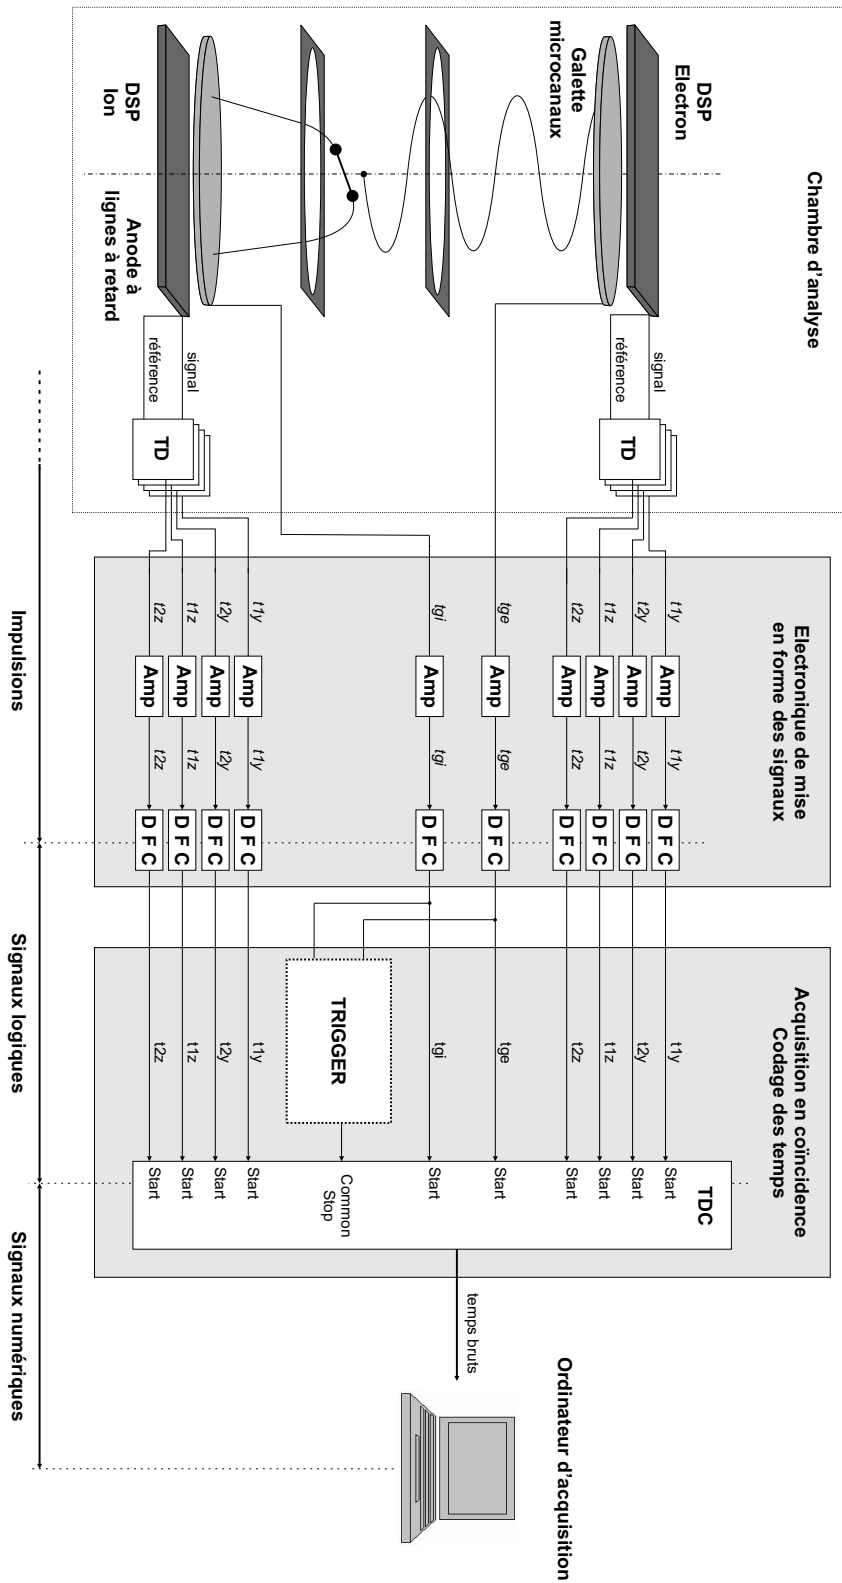 Chambre d'analyse
DSP
Electron
Galette
microcanaux
DSP
Ion
Anode à
lignes à retard
signal
référence
TD
signal
référence
TD
Electronique de mise
en forme des signaux
t1y
t2y
t1z
t2z
tge
tgi
t1y
t2y
t1z
t2z
Amp
Amp
Amp
Amp
Amp
Amp
Amp
Amp
Amp
Amp
t1y
t2y
t1z
t2z
tge
tgi
t1y
t2y
t1z
t2z
D F C
D F C
D F C
D F C
D F C
D F C
D F C
D F C
D F C
D F C
Acquisition en coïncidence
Codage des temps
TRIGGER
t1y
t2y
t1z
t2z
tge
tgi
t1y
t2y
t1z
t2z
TDC
Start
Start
Start
Start
Start
Start
Common
Stop
Start
Start
Start
Start
temps bruts
Ordinateur d'acquisition
Impulsions
Signaux logiques
Signaux numériques